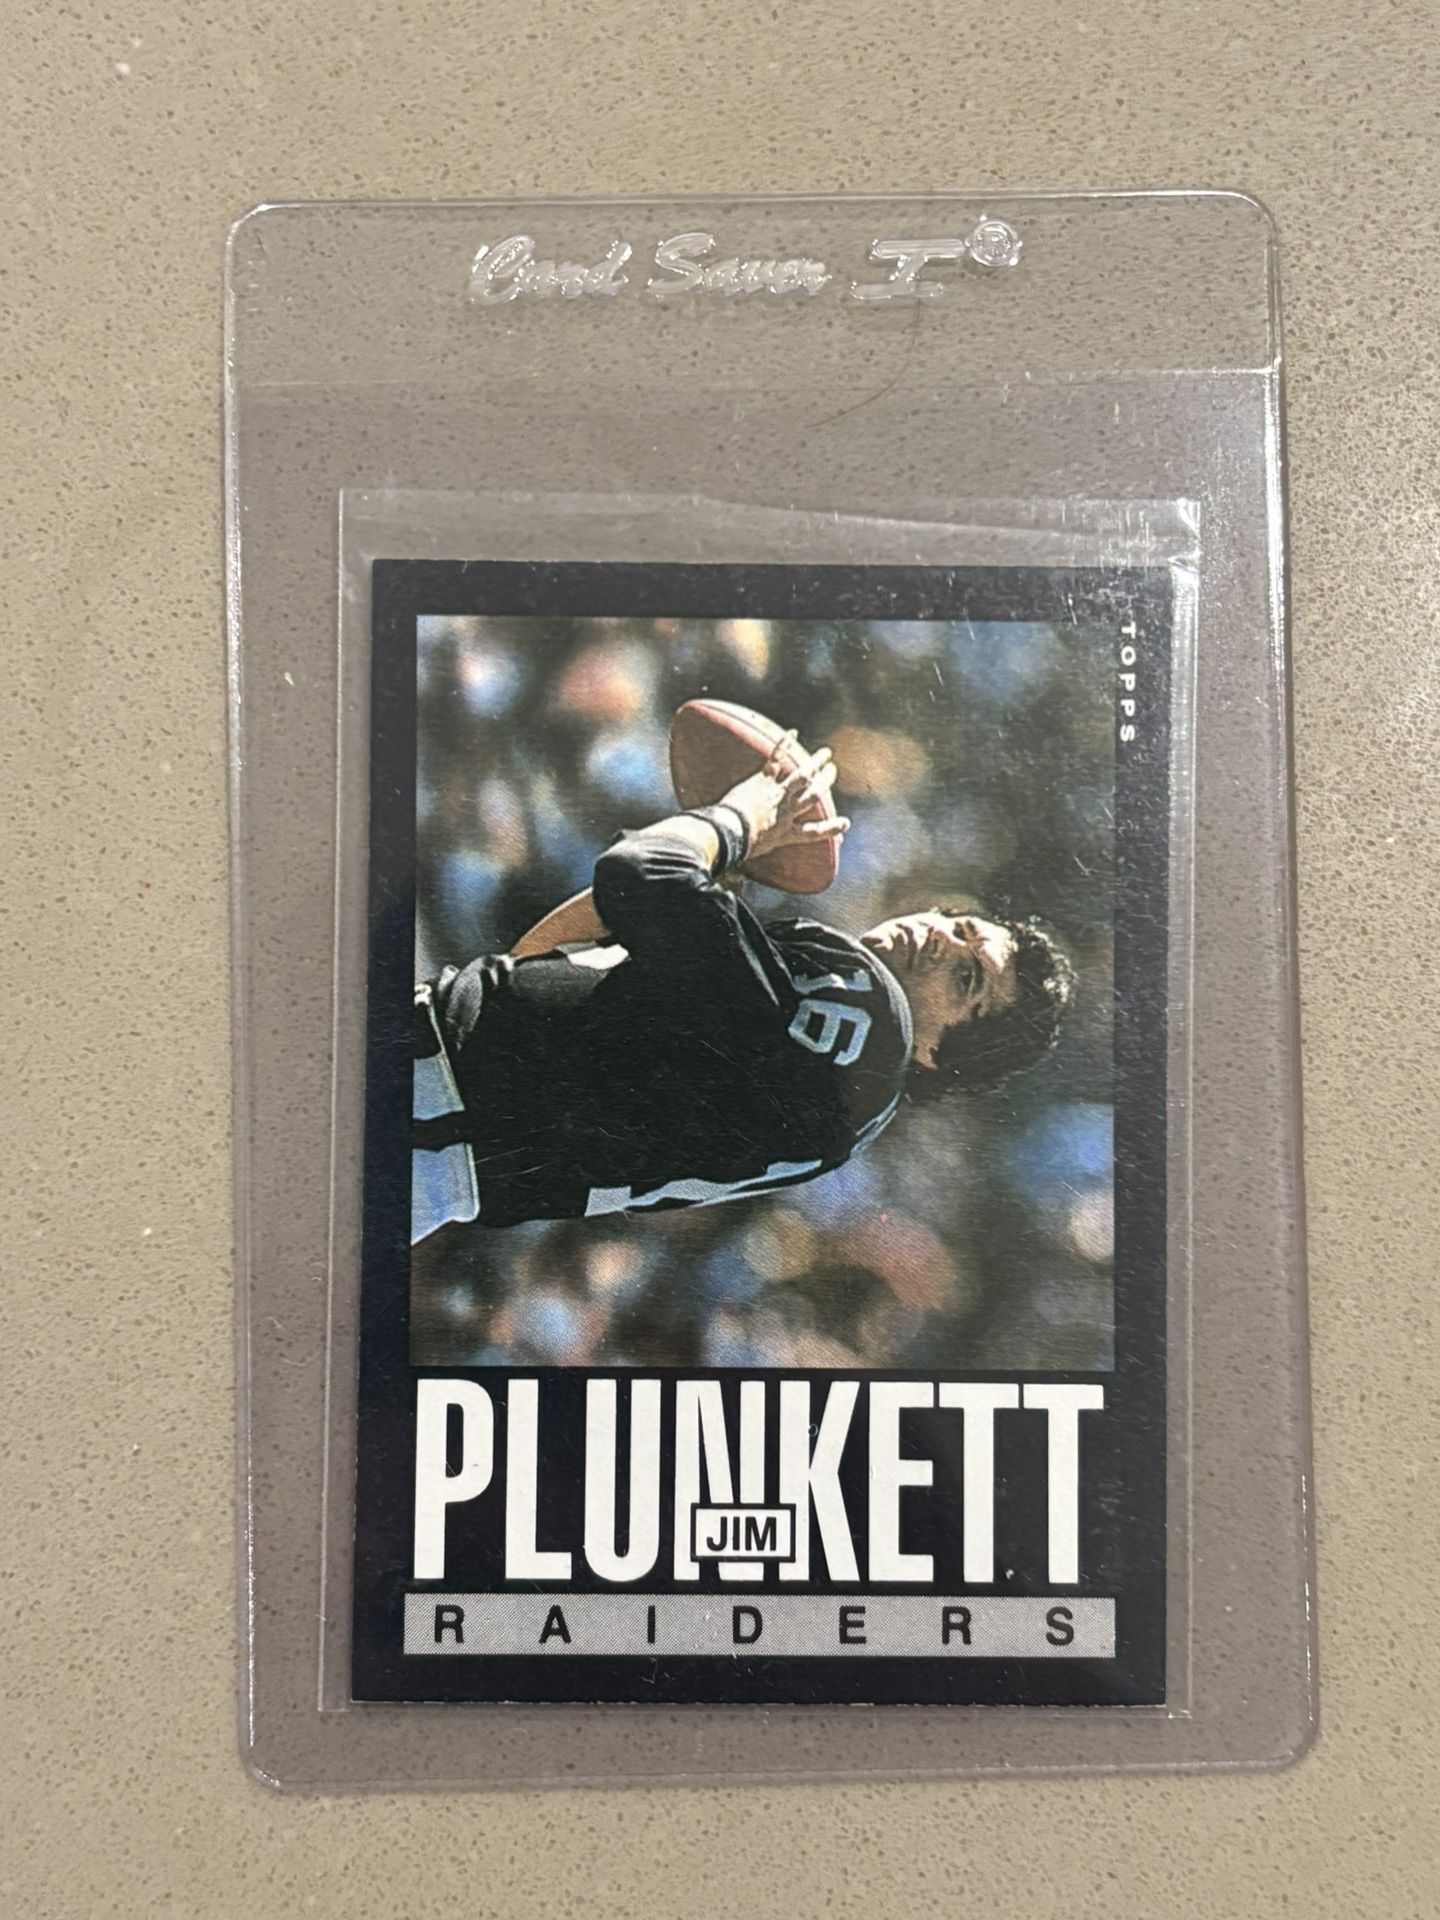 Card Saver I®
TOPPS
16
PLUNKETT
JIM
RAIDERS